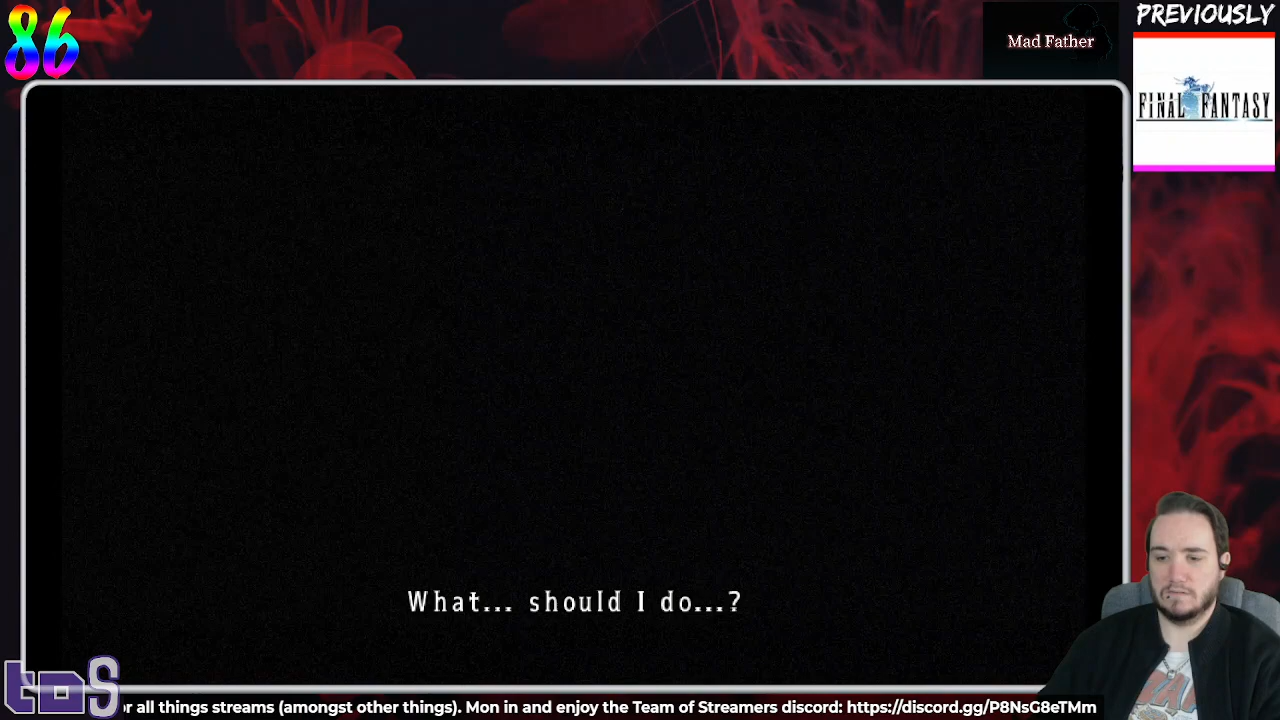 86
Mad Father
PREVIOUSLY
FINAL FANTASY
What... should I do...?
tDS
r all things streams (amongst other things). Mon in and enjoy the Team of Streamers discord: https://discord.gg/P8NsG8eTMm